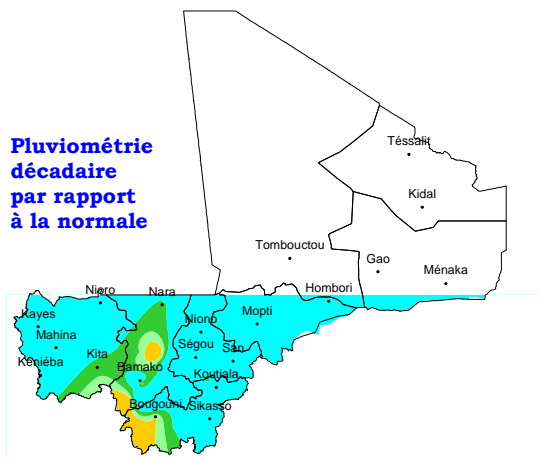 Pluviométrie
décadaire
par rapport
à la normale
Téssalit
Kidal
Tombouctou
Gao
Ménaka
Hombori
Nioro
Nara
Kayes
Mopti
Niono
Mahina
Ségou
San
Kita
Kéniéba
Bamako
Koutiala
Bougouni
Sikasso